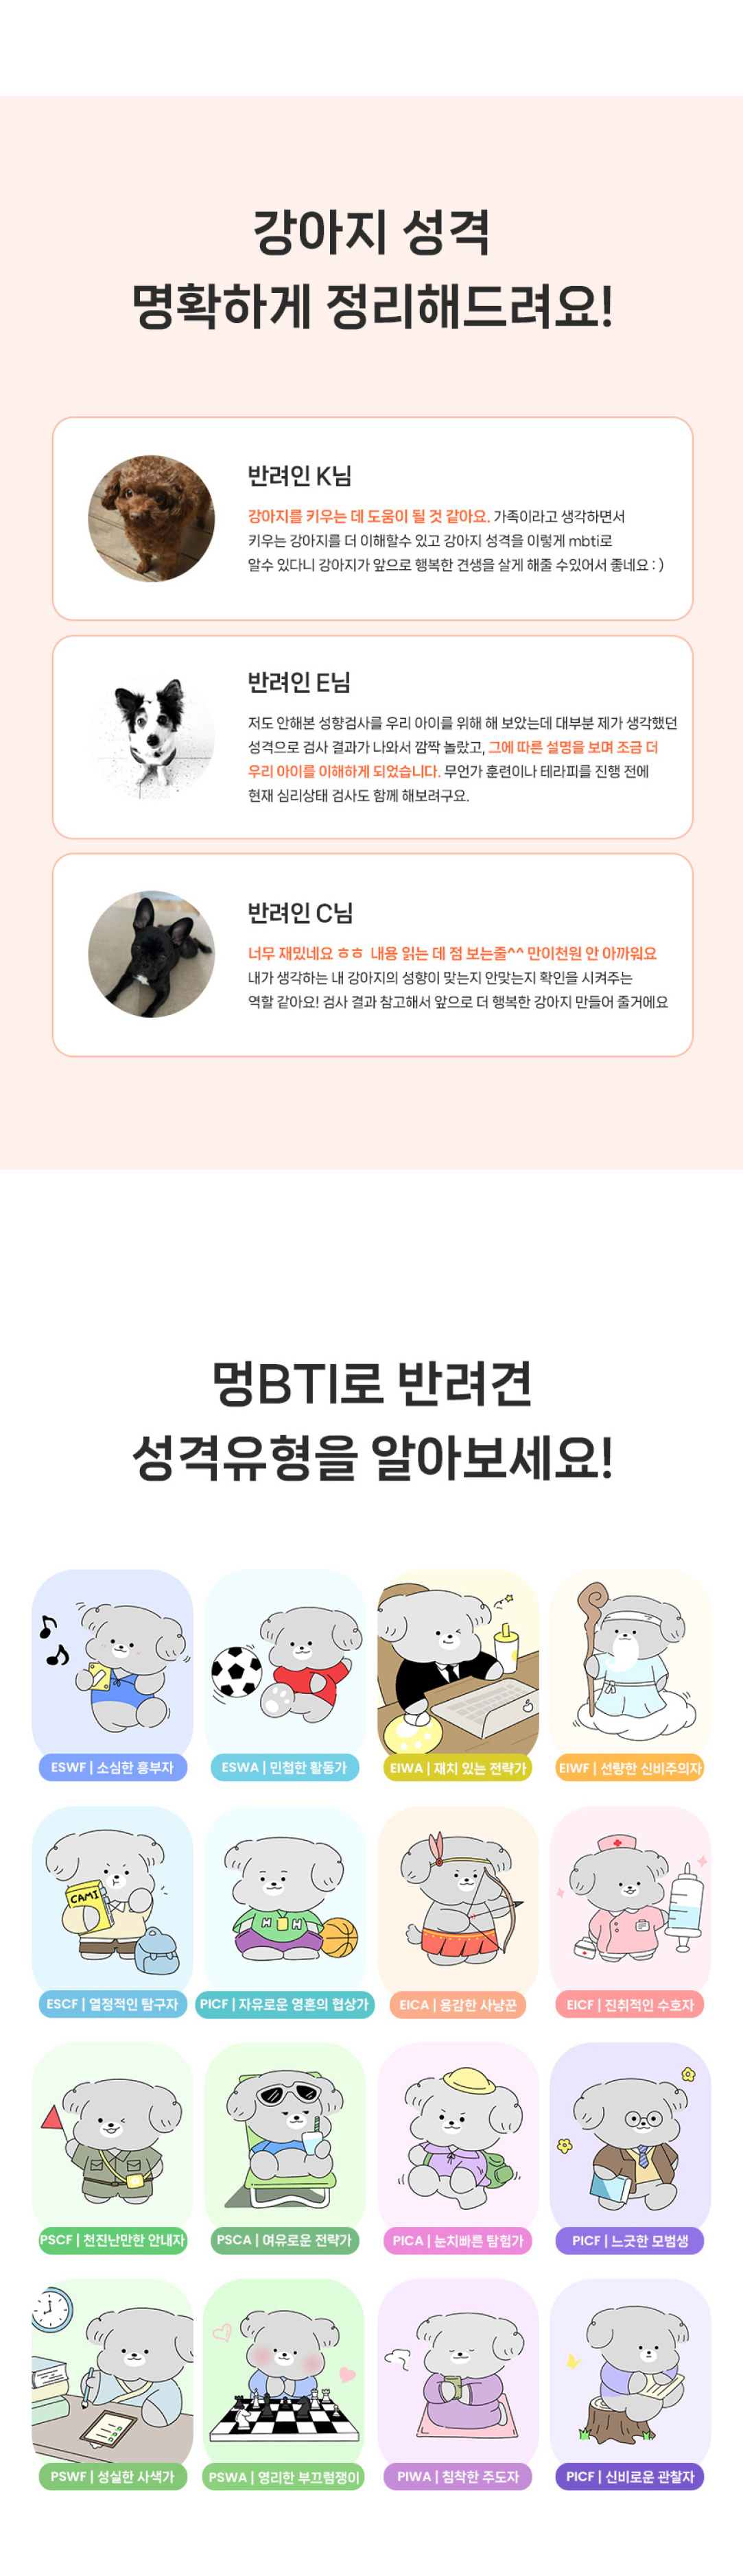 강아지 성격
명확하게 정리해드려요!
반려인 K님
강아지를 키우는 데 도움이 될 것 같아요. 가족이라고 생각하면서
키우는 강아지를 더 이해할수 있고 강아지 성격을 이렇게 mbti로
알수 있다니 강아지가 앞으로 행복한 견생을 살게 해줄 수있어서 좋네요 : )
반려인 E님
저도 안해본 성향검사를 우리 아이를 위해 해 보았는데 대부분 제가 생각했던
성격으로 검사 결과가 나와서 깜짝 놀랐고, 그에 따른 설명을 보며 조금 더
우리 아이를 이해하게 되었습니다. 무언가 훈련이나 테라피를 진행 전에
현재 심리상태 검사도 함께 해보려구요.
반려인 C님
너무 재밌네요 ㅎㅎ 내용 읽는 데 점 보는줄^^ 만이천원 안 아까워요
내가 생각하는 내 강아지의 성향이 맞는지 안맞는지 확인을 시켜주는
역할 같아요! 검사 결과 참고해서 앞으로 더 행복한 강아지 만들어 줄거에요
멍BTI로 반려견
성격유형을 알아보세요!
ESWF | 소심한 흥부자
ESWA | 민첩한 활동가
EIWA | 재치 있는 전략가
EIWF | 선량한 신비주의자
CAMI
ESCF | 열정적인 탐구자
H H
PICF | 자유로운 영혼의 협상가
EICA | 용감한 사냥꾼
EICF | 진취적인 수호자
PSCF | 천진난만한 안내자
PSCA | 여유로운 전략가
PICA | 눈치빠른 탐험가
PICF | 느긋한 모범생
PSWF | 성실한 사색가
PSWA | 영리한 부끄럼쟁이
PIWA | 침착한 주도자
PICF | 신비로운 관찰자